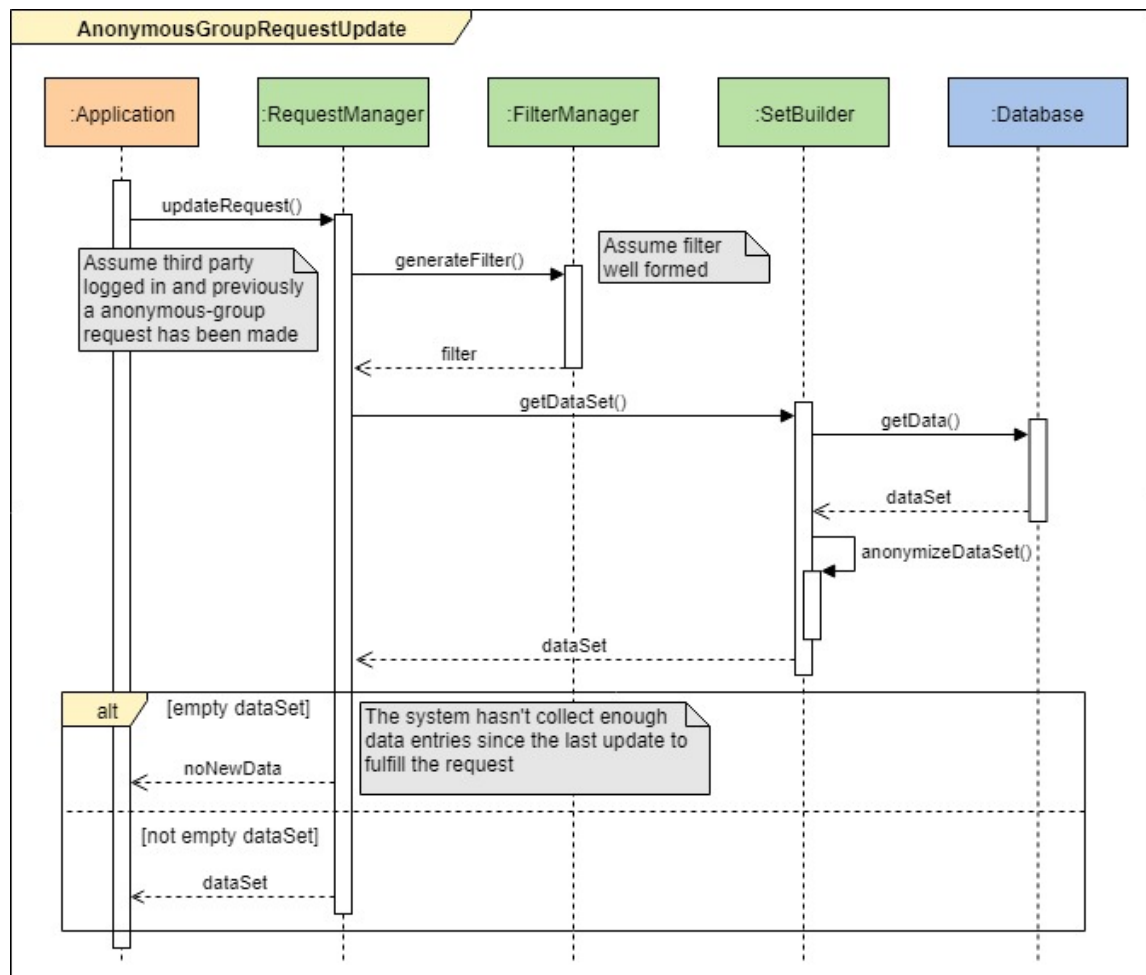 AnonymousGroupRequestUpdate
:Application
:RequestManager
:FilterManager
:SetBuilder
:Database
updateRequest()
Assume third party
logged in and previously
a anonymous-group
request has been made
generateFilter()
Assume filter
well formed
filter
getDataSet()
getData()
dataSet
anonymizeDataSet()
dataSet
alt
[empty dataSet]
The system hasn't collect enough
data entries since the last update to
fulfill the request
noNewData
[not empty dataSet]
dataSet